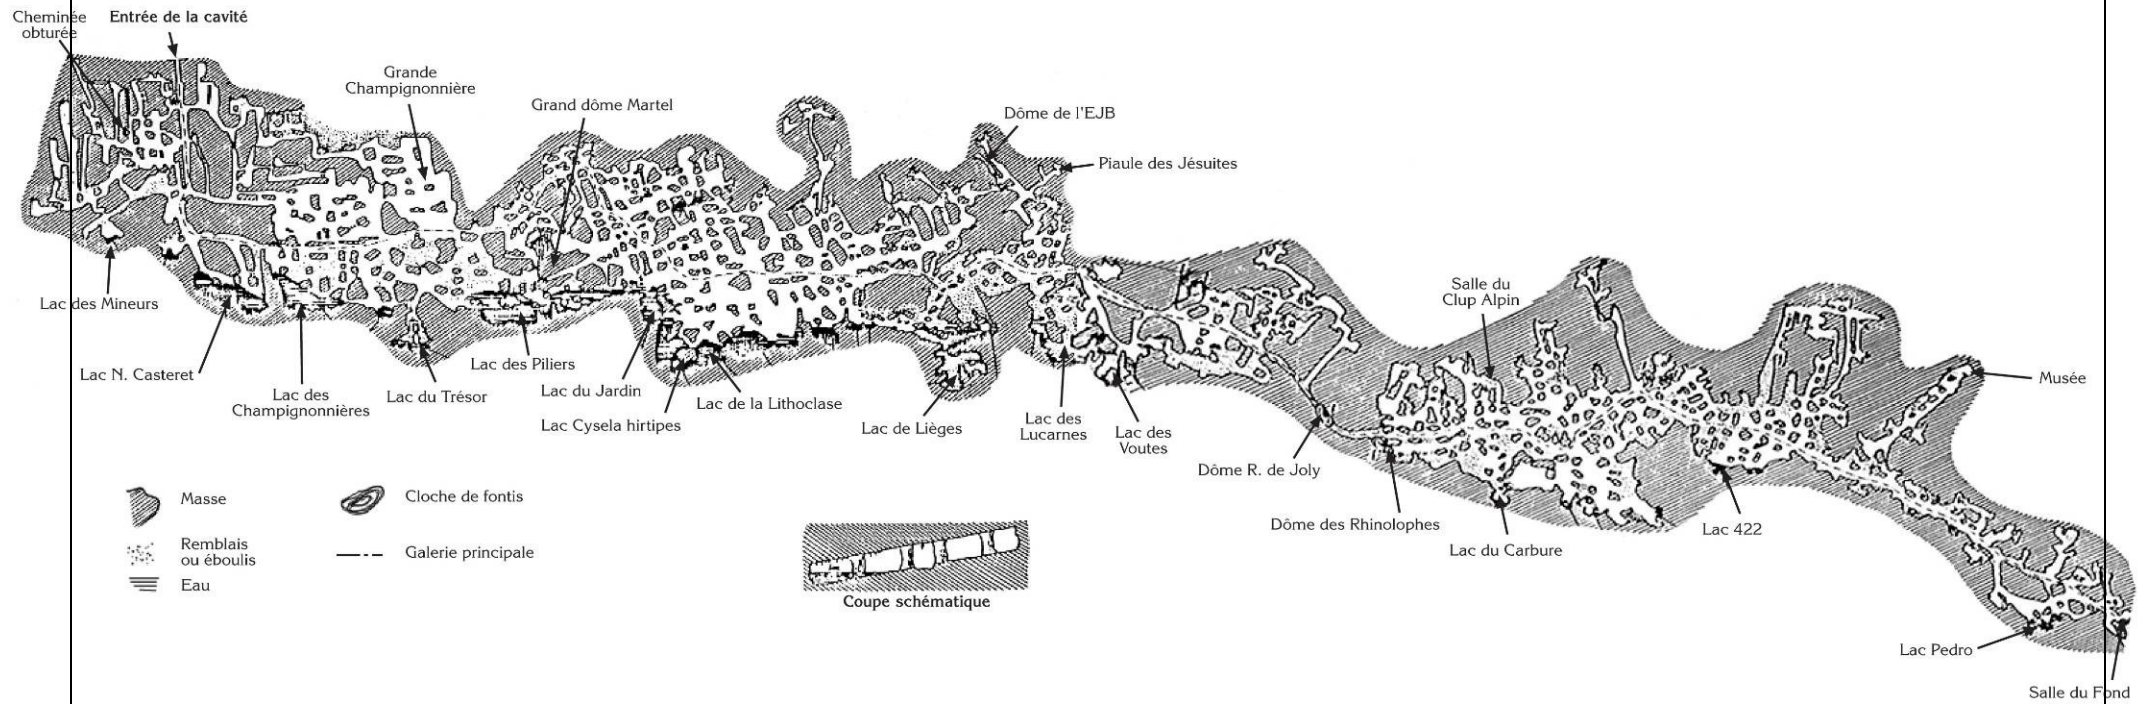 Cheminée
obturée
Entrée de la cavité
Grande
Champignonnière
Grand dôme Martel
Dôme de l'EJB
Piaule des Jésuites
Salle du
Clup Alpin
Musée
Lac des Mineurs
Lac N. Casteret
Lac des
Champignonnières
Lac du Trésor
Lac des Piliers
Lac du Jardin
Lac Cysela hirtipes
Lac de la Lithoclase
Lac de Lièges
Lac des
Lucarnes
Lac des
Voutes
Dôme R. de Joly
Dôme des Rhinolophes
Lac du Carbure
Lac 422
Lac Pedro
Salle du Fond
Masse
Remblais
ou éboulis
Eau
Cloche de fontis
Galerie principale
Coupe schématique